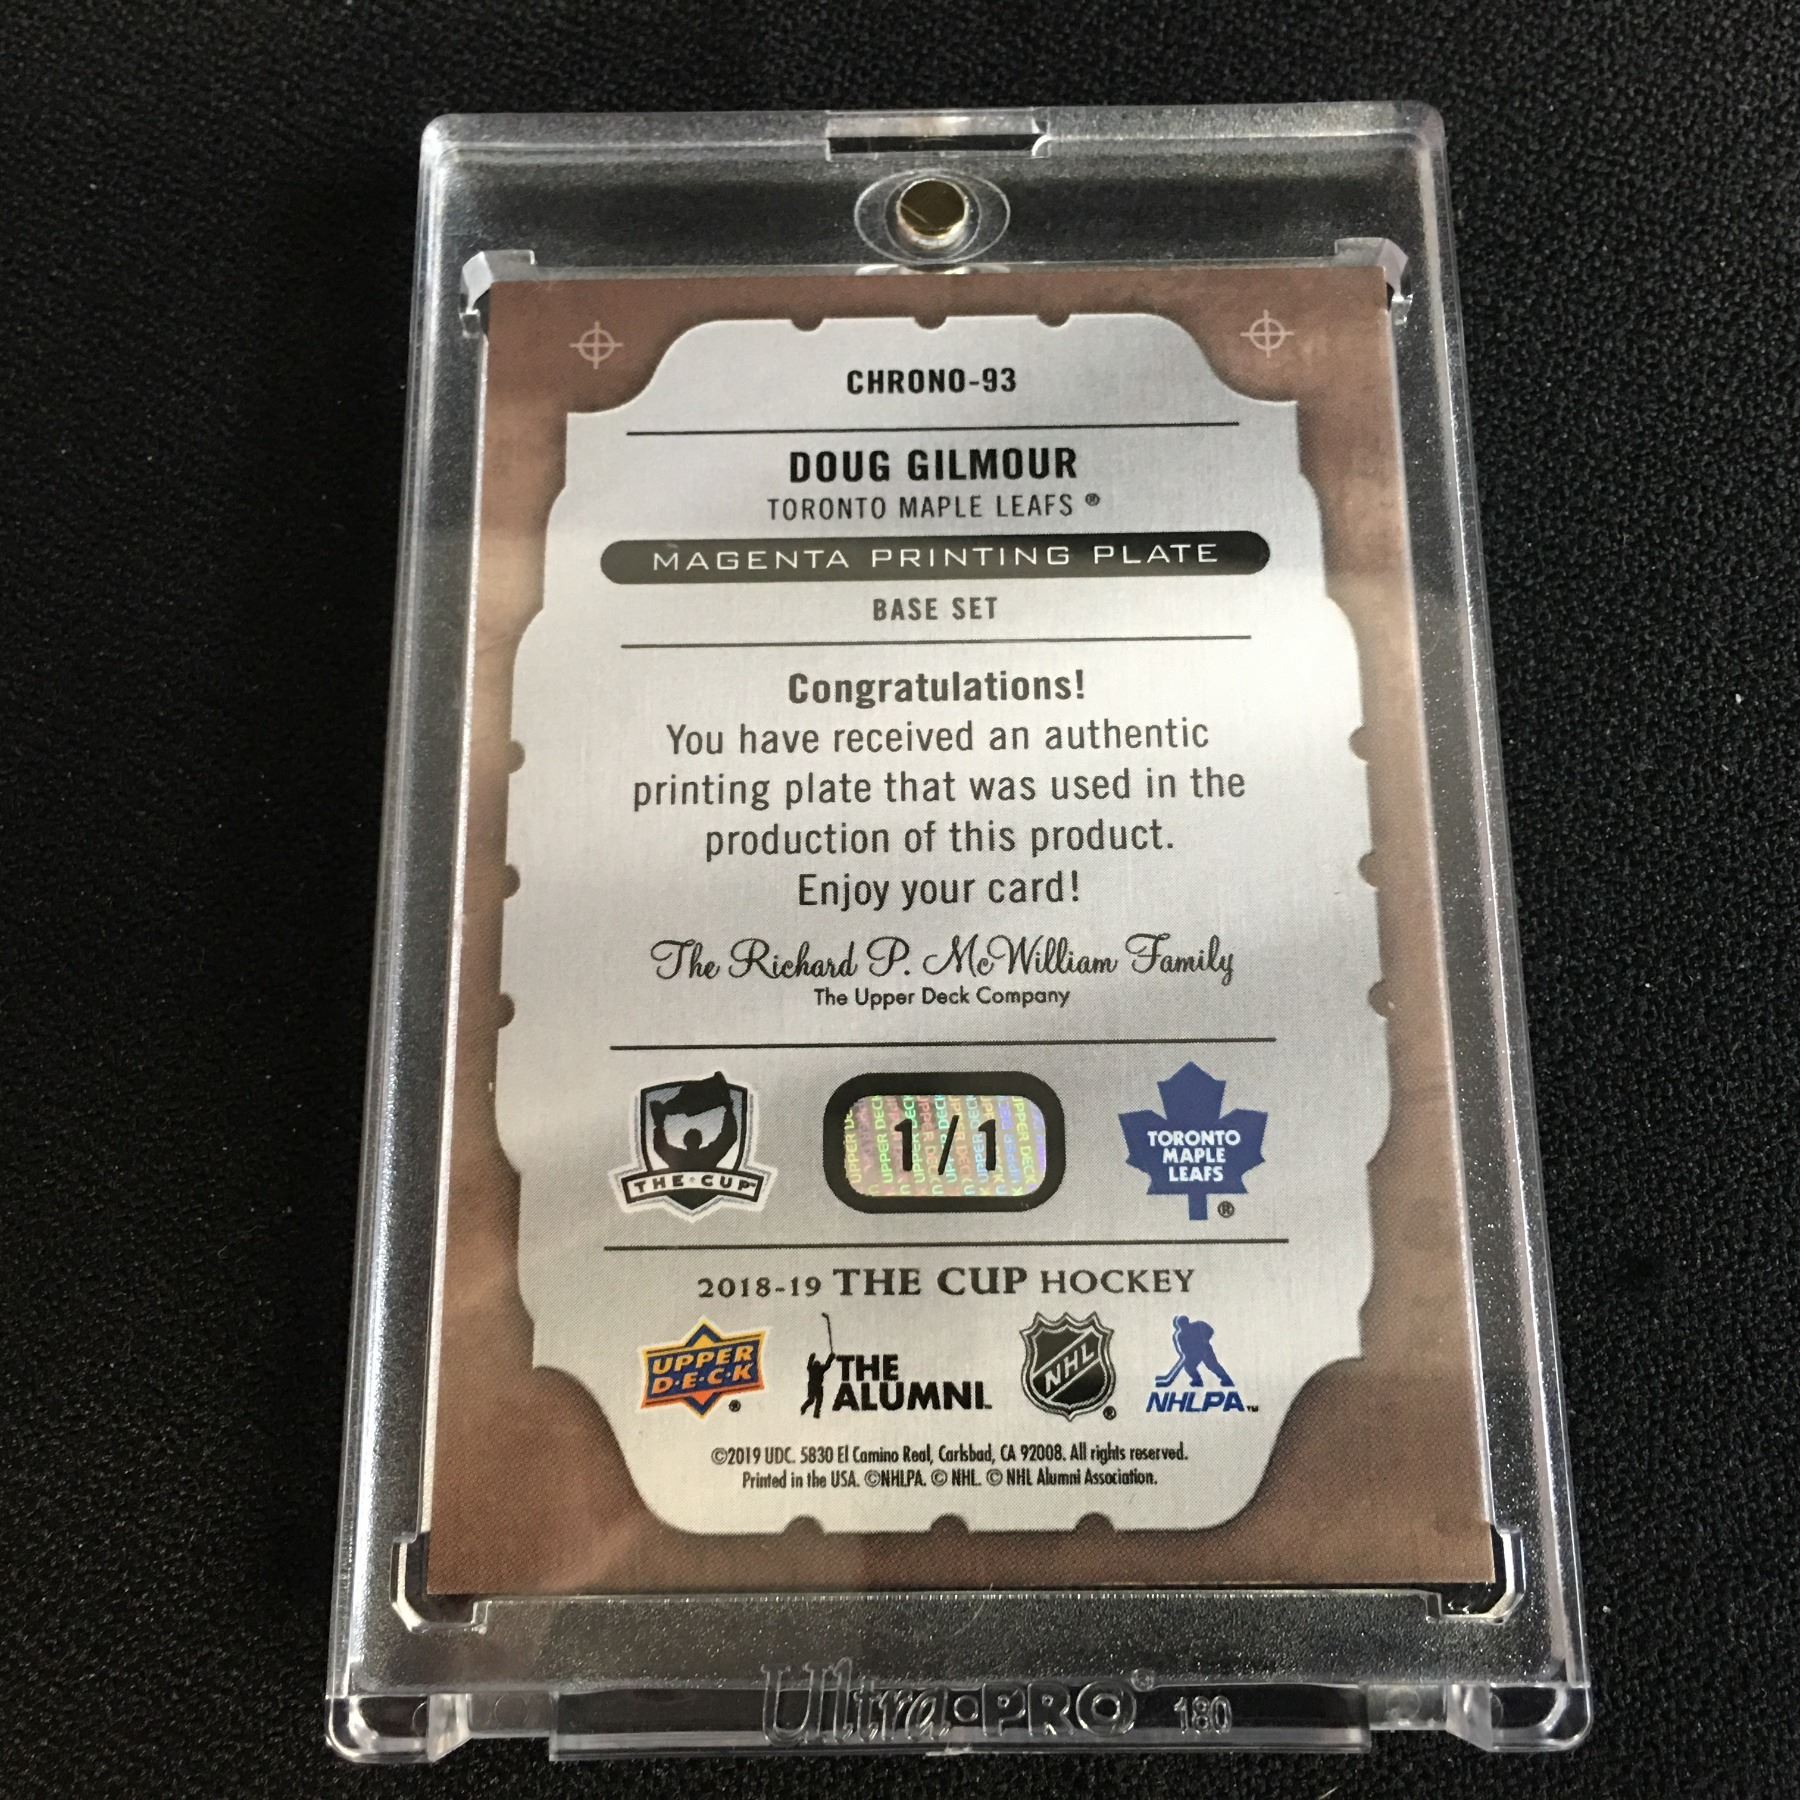 CHRONO-93
DOUG GILMOUR
TORONTO MAPLE LEAFS ®
MAGENTA PRINTING PLATE
BASE SET
Congratulations!
You have received an authentic
printing plate that was used in the
production of this product.
Enjoy your card!
The Richard P. McWilliam Family
The Upper Deck Company
THE CUP
1/1
TORONTO
MAPLE
LEAFS
®
2018-19 THE CUP HOCKEY
UPPER
D·E·C·K
®
THE
ALUMNI
NHL
®
NHLPA™
©2019 UDC. 5830 El Camino Real, Carlsbad, CA 92008. All rights reserved.
Printed in the USA. ©NHLPA. © NHL. © NHL Alumni Association.
Ultra·PRO® 180